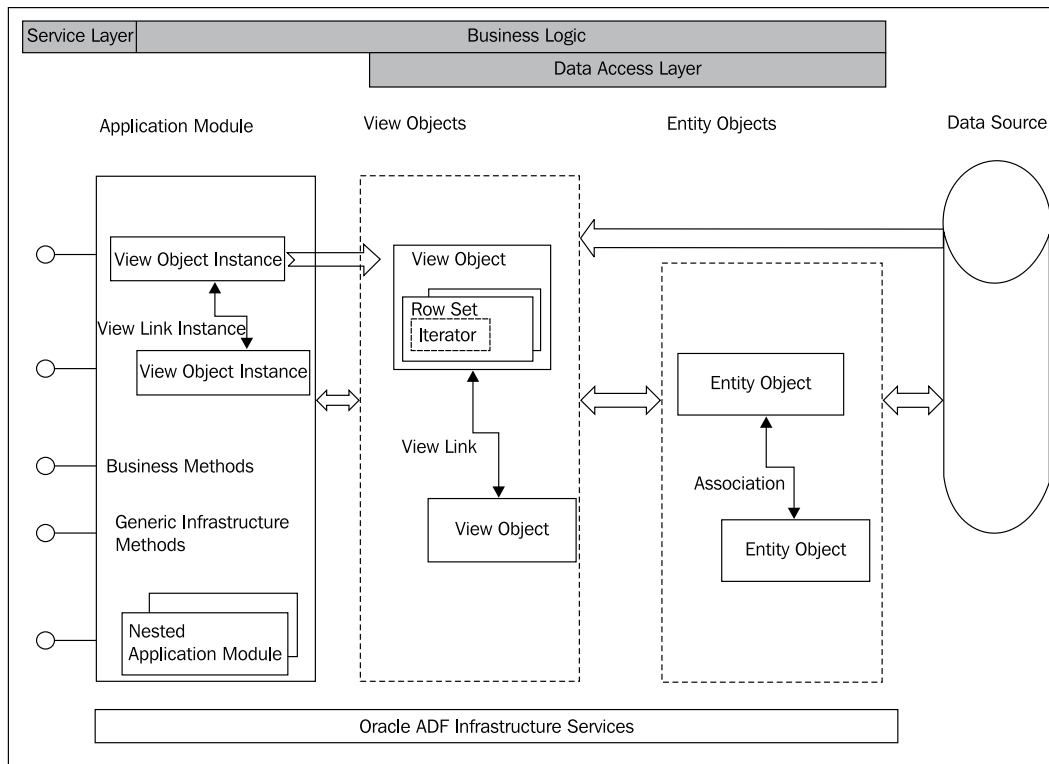 Service Layer
Business Logic
Data Access Layer
Application Module
View Objects
Entity Objects
Data Source
View Object Instance
View Link Instance
View Object Instance
Business Methods
Generic Infrastructure
Methods
Nested
Application Module
View Object
Row Set
Iterator
View Link
View Object
Entity Object
Association
Entity Object
Oracle ADF Infrastructure Services